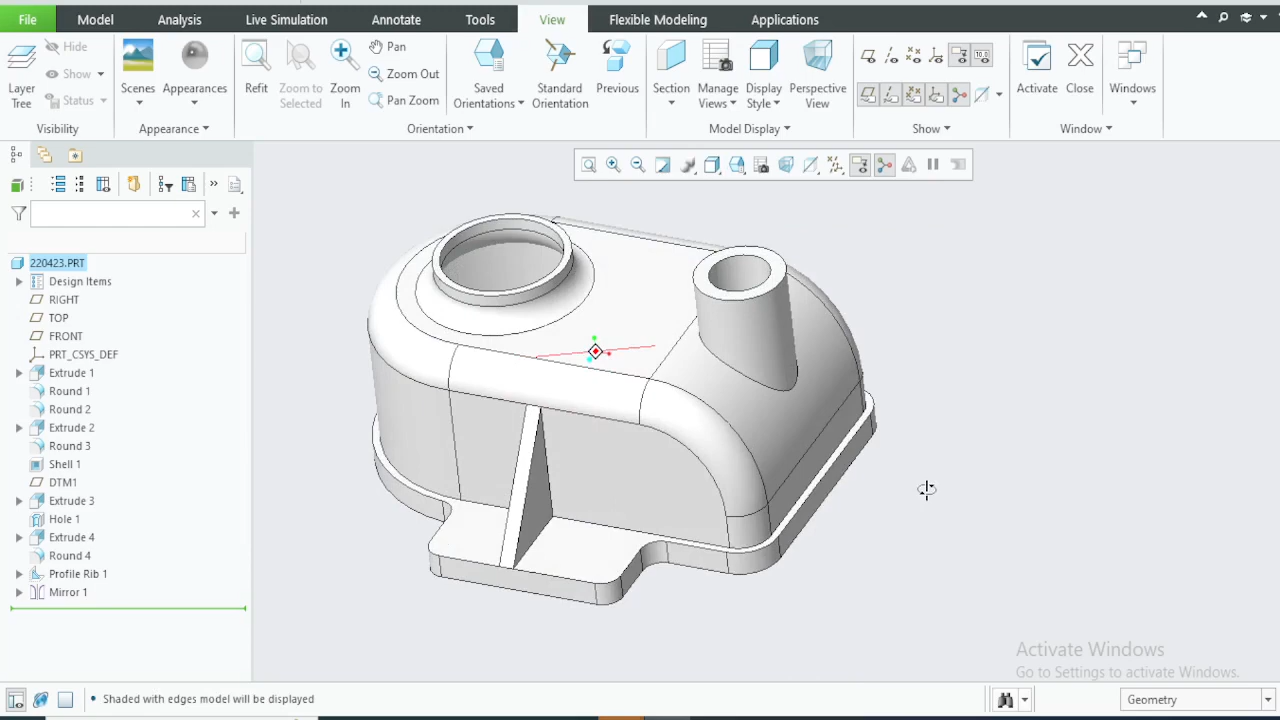 File Model Analysis Live Simulation Annotate Tools View Flexible Modeling Applications
Layer Tree
Hide
Show
Status
Visibility
Scenes
Appearances
Appearance
Refit
Zoom to Selected
Zoom In
Pan
Zoom Out
Pan Zoom
Saved Orientations
Standard Orientation
Previous
Orientation
Section
Manage Views
Display Style
Perspective View
Model Display
10.0
Show
Activate
Close
Windows
Window
220423.PRT
Design Items
RIGHT
TOP
FRONT
PRT_CSYS_DEF
Extrude 1
Round 1
Round 2
Extrude 2
Round 3
Shell 1
DTM1
Extrude 3
Hole 1
Extrude 4
Round 4
Profile Rib 1
Mirror 1
Activate Windows
Go to Settings to activate Windows.
• Shaded with edges model will be displayed
Geometry